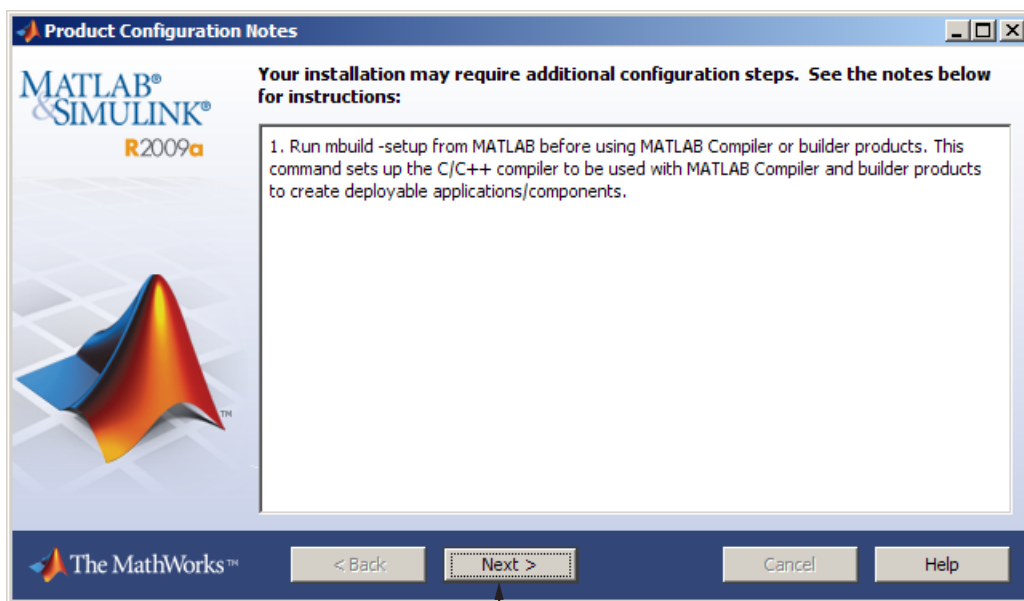 Product Configuration Notes
MATLAB®
&SIMULINK®
R2009a
Your installation may require additional configuration steps. See the notes below
for instructions:
1. Run mbuild -setup from MATLAB before using MATLAB Compiler or builder products. This
command sets up the C/C++ compiler to be used with MATLAB Compiler and builder products
to create deployable applications/components.
TM
The MathWorks™
< Back
Next >
Cancel
Help